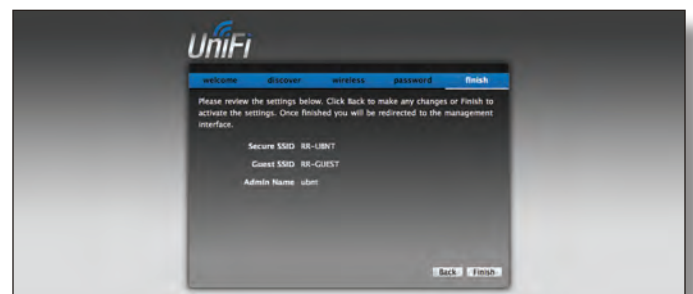 UniFi
welcome discover wireless password finish
Please review the settings below. Click Back to make any changes or Finish to
activate the settings. Once finished you will be redirected to the management
interface.
Secure SSID RR-UBNT
Guest SSID RR-GUEST
Admin Name ubnt
Back Finish